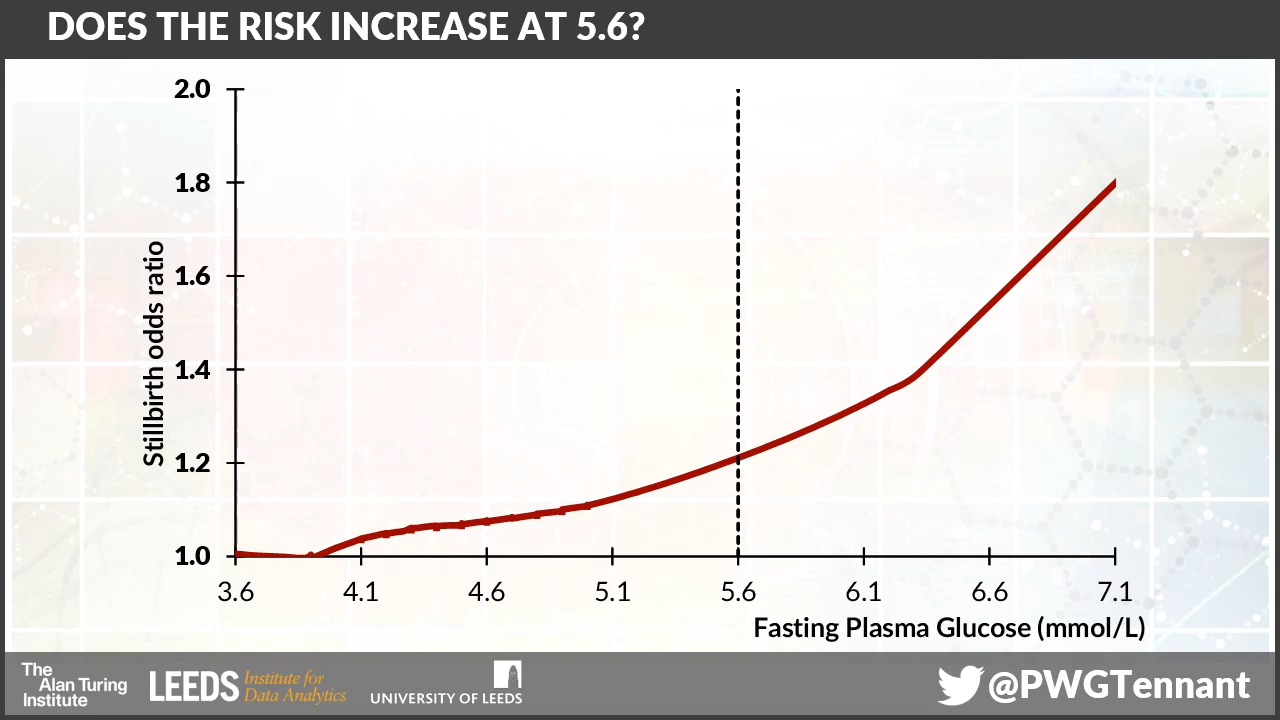 DOES THE RISK INCREASE AT 5.6?
2.0
1.8
1.6
1.4
1.2
1.0
Stillbirth odds ratio
3.6 4.1 4.6 5.1 5.6 6.1 6.6 7.1
Fasting Plasma Glucose (mmol/L)
The
Alan Turing
Institute
LEEDS Institute for
Data Analytics
UNIVERSITY OF LEEDS
@PWGTennant